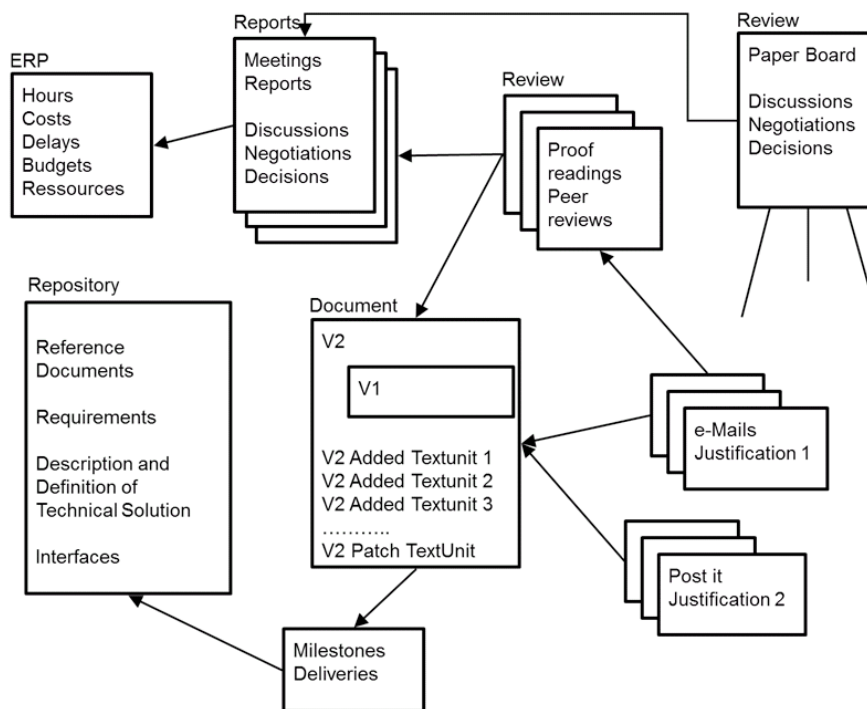 Reports
Meetings
Reports
Discussions
Negotiations
Decisions
ERP
Hours
Costs
Delays
Budgets
Ressources
Review
Proof
readings
Peer
reviews
Review
Paper Board
Discussions
Negotiations
Decisions
Repository
Reference
Documents
Requirements
Description and
Definition of
Technical Solution
Interfaces
Document
V2
V1
V2 Added Textunit 1
V2 Added Textunit 2
V2 Added Textunit 3
………..
V2 Patch TextUnit
e-Mails
Justification 1
Post it
Justification 2
Milestones
Deliveries